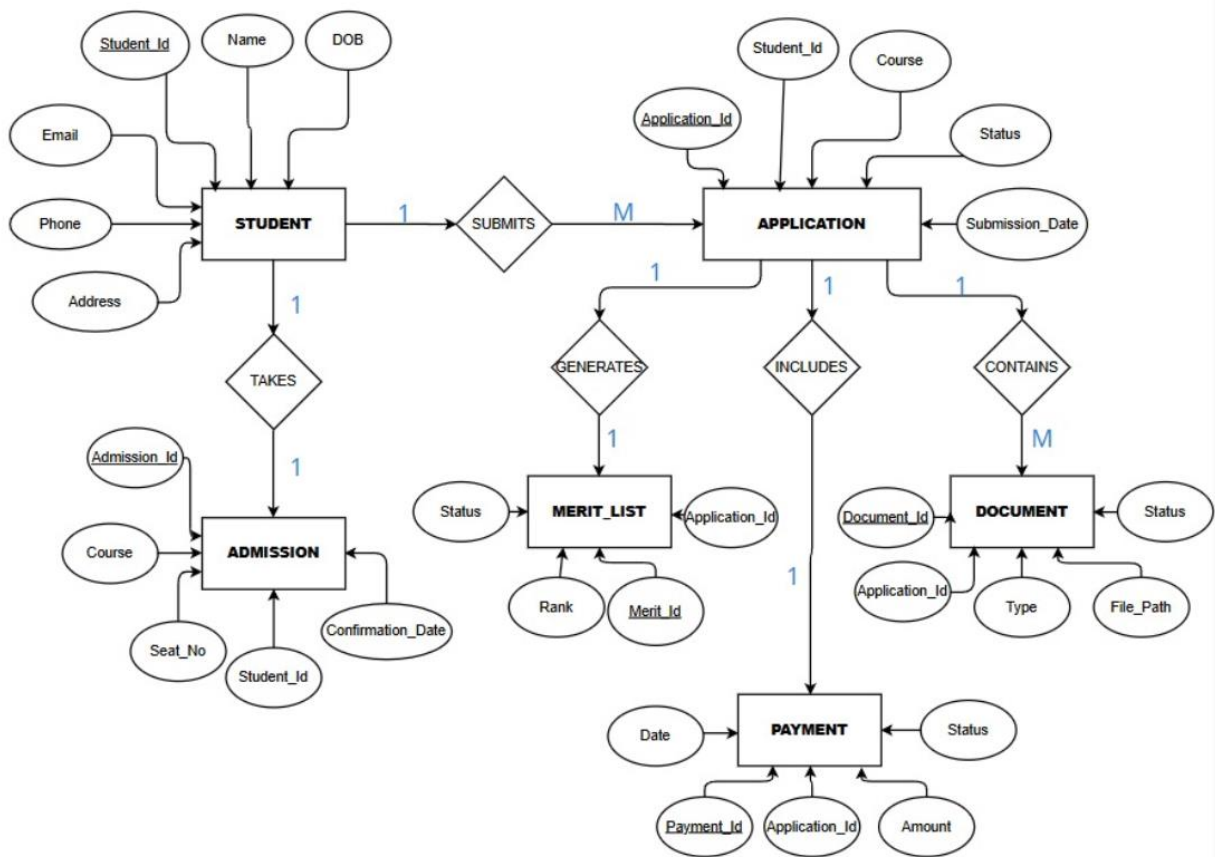 Student_Id
Name
DOB
Student_Id
Course
Application_Id
Status
Email
Phone
Address
STUDENT
1
SUBMITS
M
APPLICATION
Submission_Date
1
1
1
1
TAKES
GENERATES
INCLUDES
CONTAINS
1
1
M
Admission_Id
Course
Seat_No
ADMISSION
Student_Id
Confirmation_Date
Status
MERIT_LIST
Application_Id
Rank
Merit_Id
1
Document_Id
DOCUMENT
Status
Application_Id
Type
File_Path
Date
PAYMENT
Status
Payment_Id
Application_Id
Amount